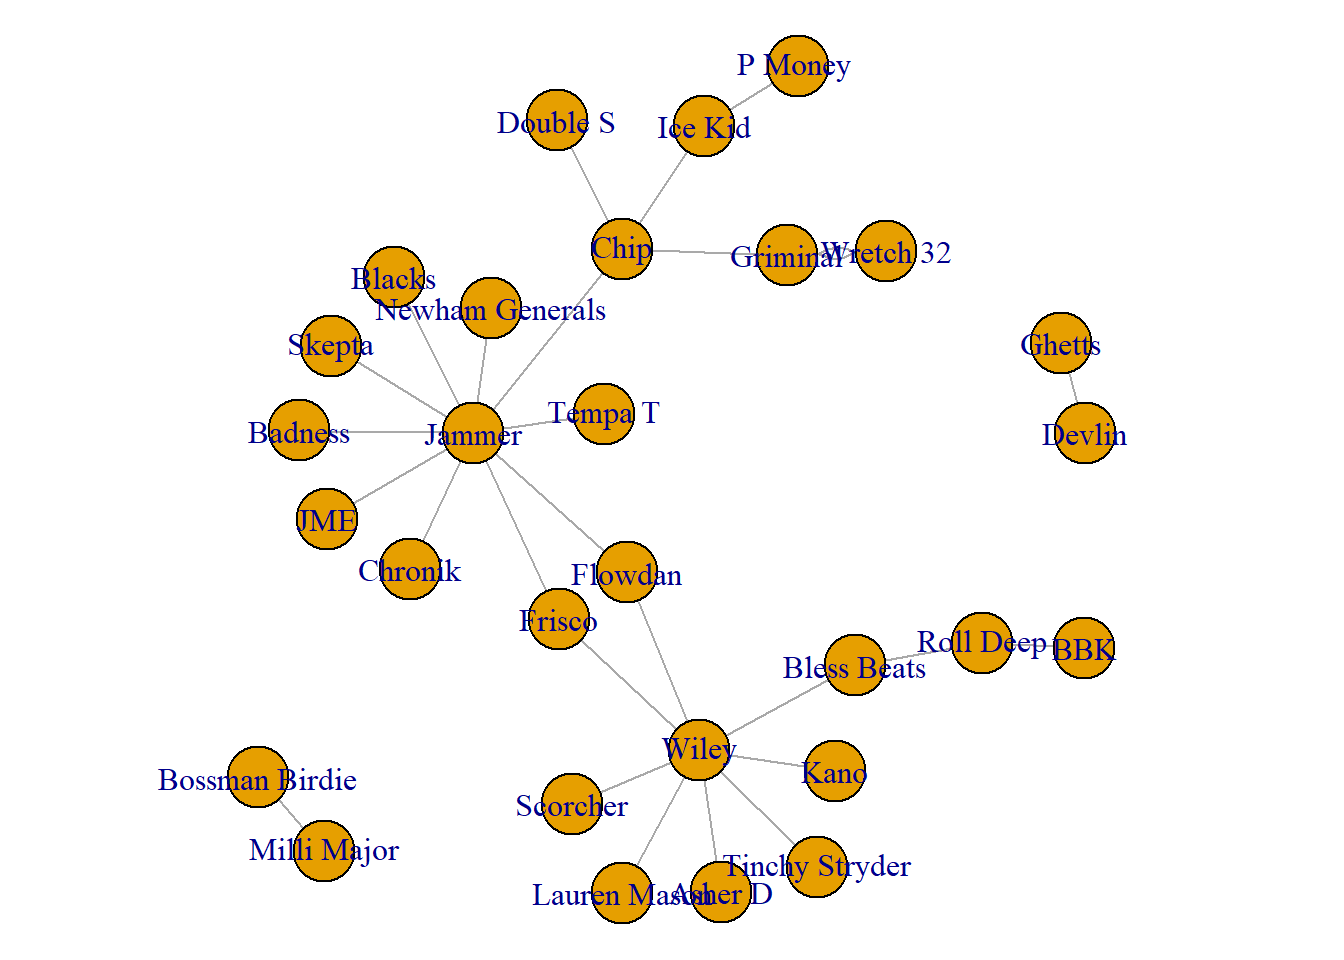 P Money
Double S
Ice Kid
Chip
Griminal
Wretch 32
Blacks
Newham Generals
Skepta
Ghetts
Tempa T
Badness
Jammer
Devlin
JME
Chronik
Flowdan
Frisco
Roll Deep
BBK
Bless Beats
Wiley
Kano
Bossman Birdie
Scorcher
Milli Major
Tinchy Stryder
Lauren Mason
Asher D